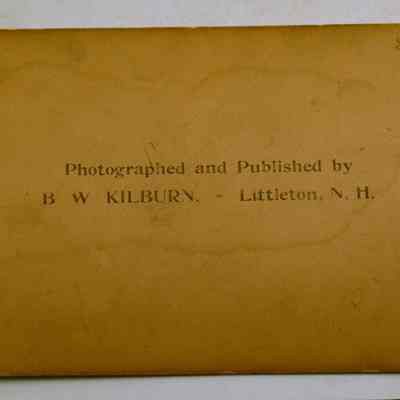 Photographed and Published by
B W KILBURN. - Littleton, N. H.